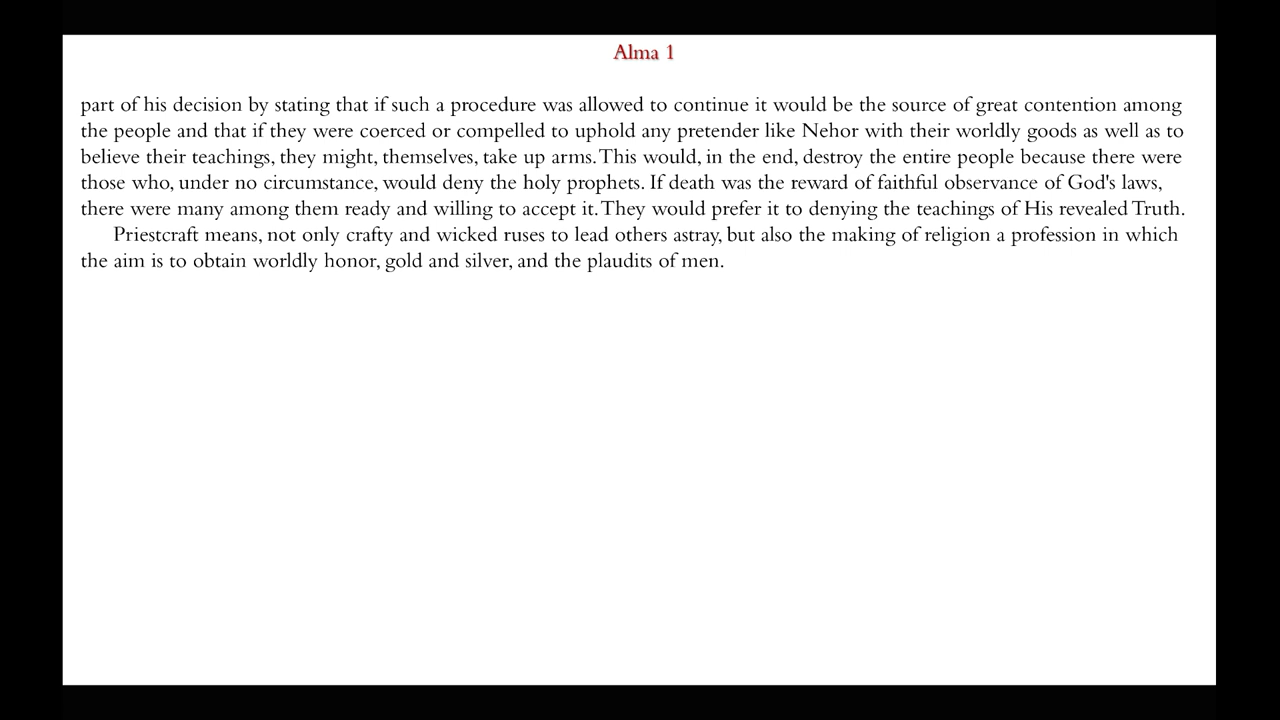 Alma 1
part of his decision by stating that if such a procedure was allowed to continue it would be the source of great contention among
the people and that if they were coerced or compelled to uphold any pretender like Nehor with their worldly goods as well as to
believe their teachings, they might, themselves, take up arms. This would, in the end, destroy the entire people because there were
those who, under no circumstance, would deny the holy prophets. If death was the reward of faithful observance of God's laws,
there were many among them ready and willing to accept it. They would prefer it to denying the teachings of His revealed Truth.
Priestcraft means, not only crafty and wicked ruses to lead others astray, but also the making of religion a profession in which
the aim is to obtain worldly honor, gold and silver, and the plaudits of men.